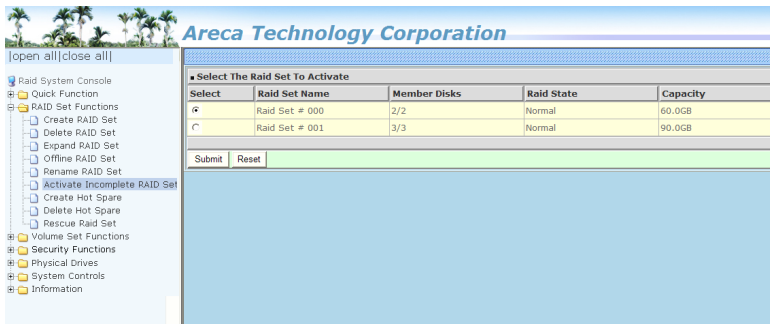 Areca Technology Corporation
|open all|close all|
Raid System Console
Quick Function
RAID Set Functions
Create RAID Set
Delete RAID Set
Expand RAID Set
Offline RAID Set
Rename RAID Set
Activate Incomplete RAID Set
Create Hot Spare
Delete Hot Spare
Rescue Raid Set
Volume Set Functions
Security Functions
Physical Drives
System Controls
Information
Select The Raid Set To Activate
Select Raid Set Name Member Disks Raid State Capacity
Raid Set # 000 2/2 Normal 60.0GB
Raid Set # 001 3/3 Normal 90.0GB
Submit Reset